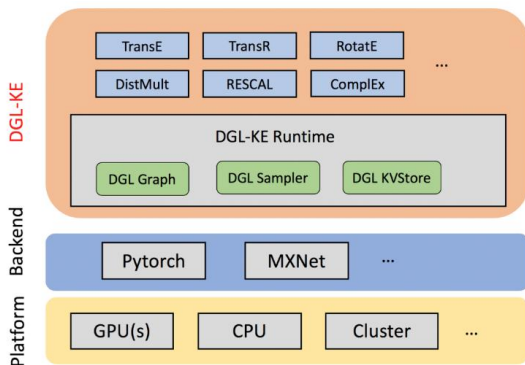 DGL-KE
TransE TransR RotatE
...
DistMult RESCAL ComplEx
DGL-KE Runtime
DGL Graph DGL Sampler DGL KVStore
Backend
Pytorch MXNet ...
Platform
GPU(s) CPU Cluster ...